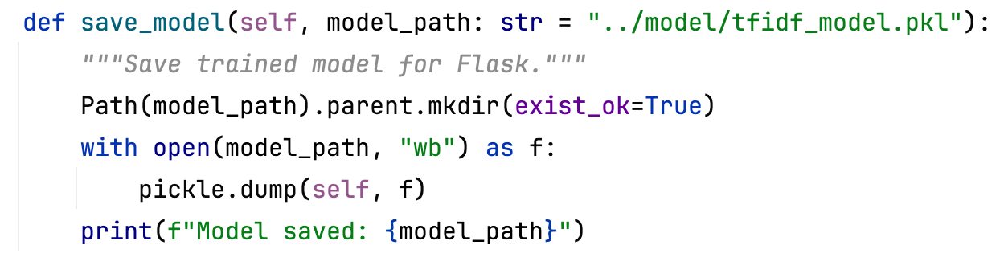 def save_model(self, model_path: str = "../model/tfidf_model.pkl"):
    """Save trained model for Flask."""
    Path(model_path).parent.mkdir(exist_ok=True)
    with open(model_path, "wb") as f:
        pickle.dump(self, f)
    print(f"Model saved: {model_path}")